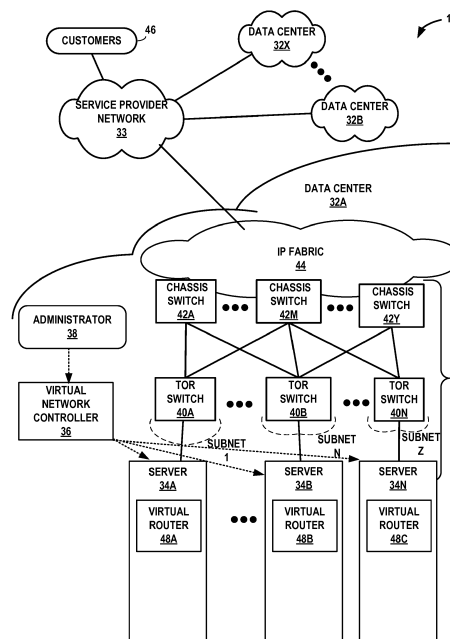 1
CUSTOMERS
46
DATA CENTER
32X
SERVICE PROVIDER
NETWORK
33
DATA CENTER
32B
DATA CENTER
32A
IP FABRIC
44
CHASSIS
SWITCH
42A
CHASSIS
SWITCH
42M
CHASSIS
SWITCH
42Y
ADMINISTRATOR
38
VIRTUAL
NETWORK
CONTROLLER
36
TOR
SWITCH
40A
TOR
SWITCH
40B
TOR
SWITCH
40N
SUBNET
1
SUBNET
N
SUBNET
Z
SERVER
34A
SERVER
34B
SERVER
34N
VIRTUAL
ROUTER
48A
VIRTUAL
ROUTER
48B
VIRTUAL
ROUTER
48C